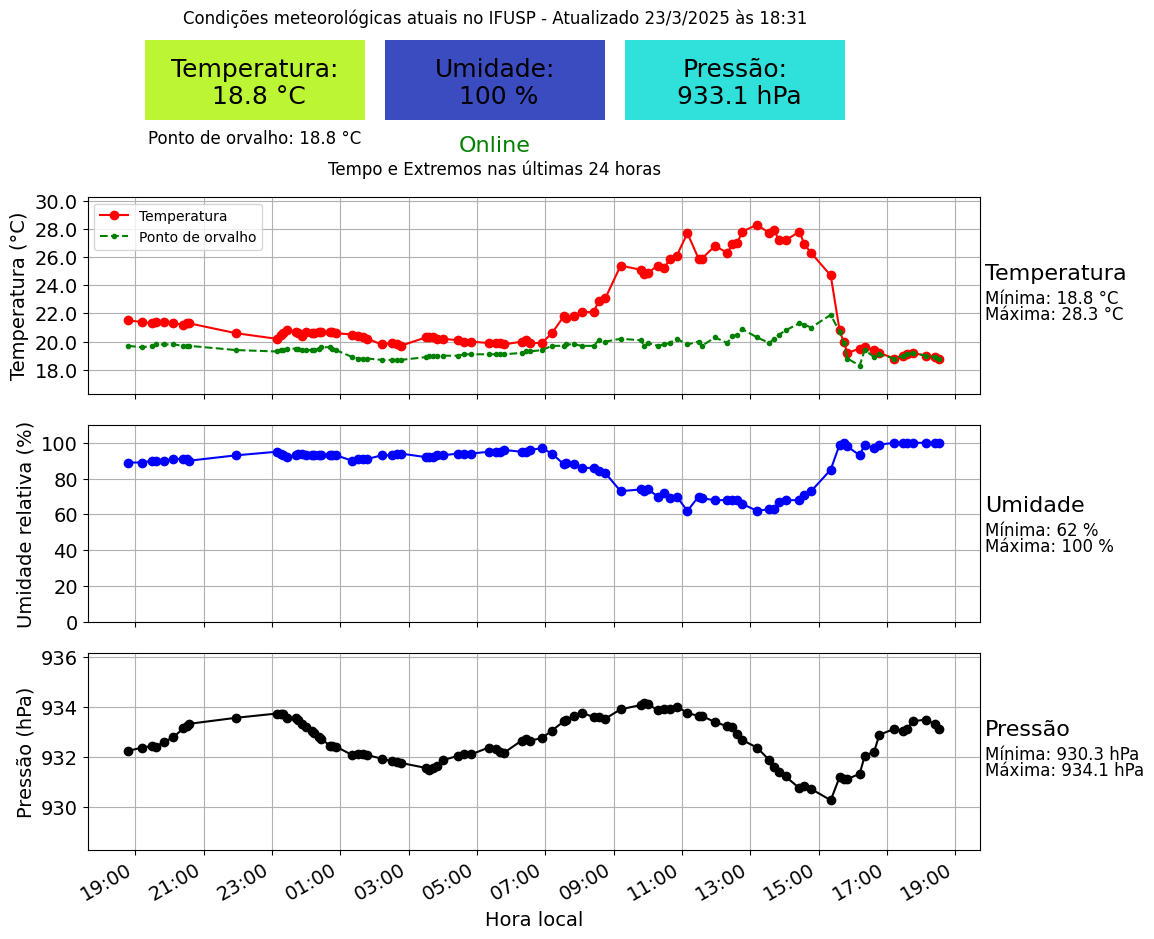 Condições meteorológicas atuais no IFUSP - Atualizado 23/3/2025 às 18:31
Temperatura:
18.8 °C
Umidade:
100 %
Pressão:
933.1 hPa
Ponto de orvalho: 18.8 °C
Online
Tempo e Extremos nas últimas 24 horas
Temperatura (°C)
30.0
28.0
26.0
24.0
22.0
20.0
18.0
Temperatura
Ponto de orvalho
Temperatura
Mínima: 18.8 °C
Máxima: 28.3 °C
Umidade relativa (%)
100
80
60
40
20
0
Umidade
Mínima: 62 %
Máxima: 100 %
Pressão (hPa)
936
934
932
930
Pressão
Mínima: 930.3 hPa
Máxima: 934.1 hPa
19:00 21:00 23:00 01:00 03:00 05:00 07:00 09:00 11:00 13:00 15:00 17:00 19:00
Hora local